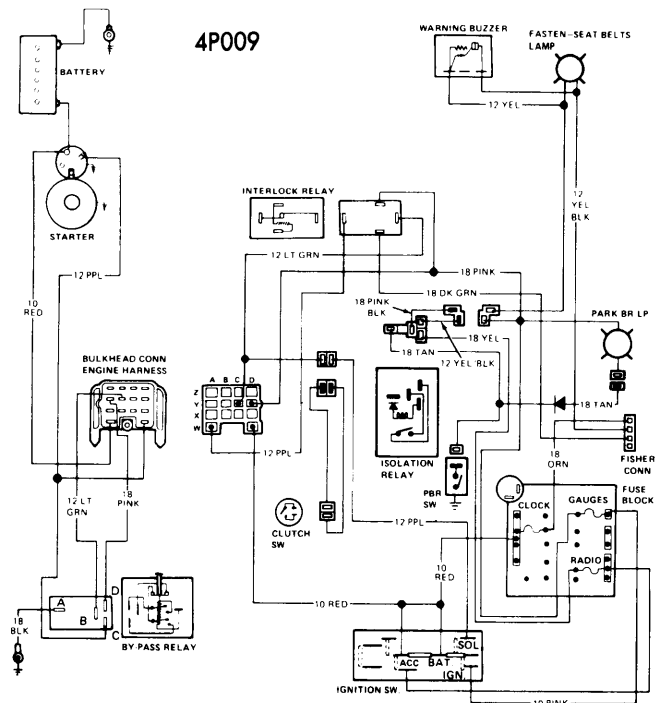 4P009
WARNING BUZZER
FASTEN-SEAT BELTS
LAMP
BATTERY
12 YEL
12
YEL
BLK
INTERLOCK RELAY
STARTER
12 LT GRN
12 PPL
18 PINK
18 DK GRN
10
RED
18 PINK
BLK
PARK BR LP
18 YEL
BULKHEAD CONN
ENGINE HARNESS
18 TAN
12 YEL BLK
A B C D
Z
Y
X
W
18 TAN
12 PPL
ISOLATION
RELAY
18
ORN
FISHER
CONN
12 LT
GRN
18
PINK
PBR
SW
CLOCK
GAUGES
FUSE
BLOCK
CLUTCH
SW
12 PPL
RADIO
10
RED
A
B
D
C
18
BLK
10 RED
BY-PASS RELAY
SOL
ACC
BAT
IGN.
IGNITION SW.
10 PINK